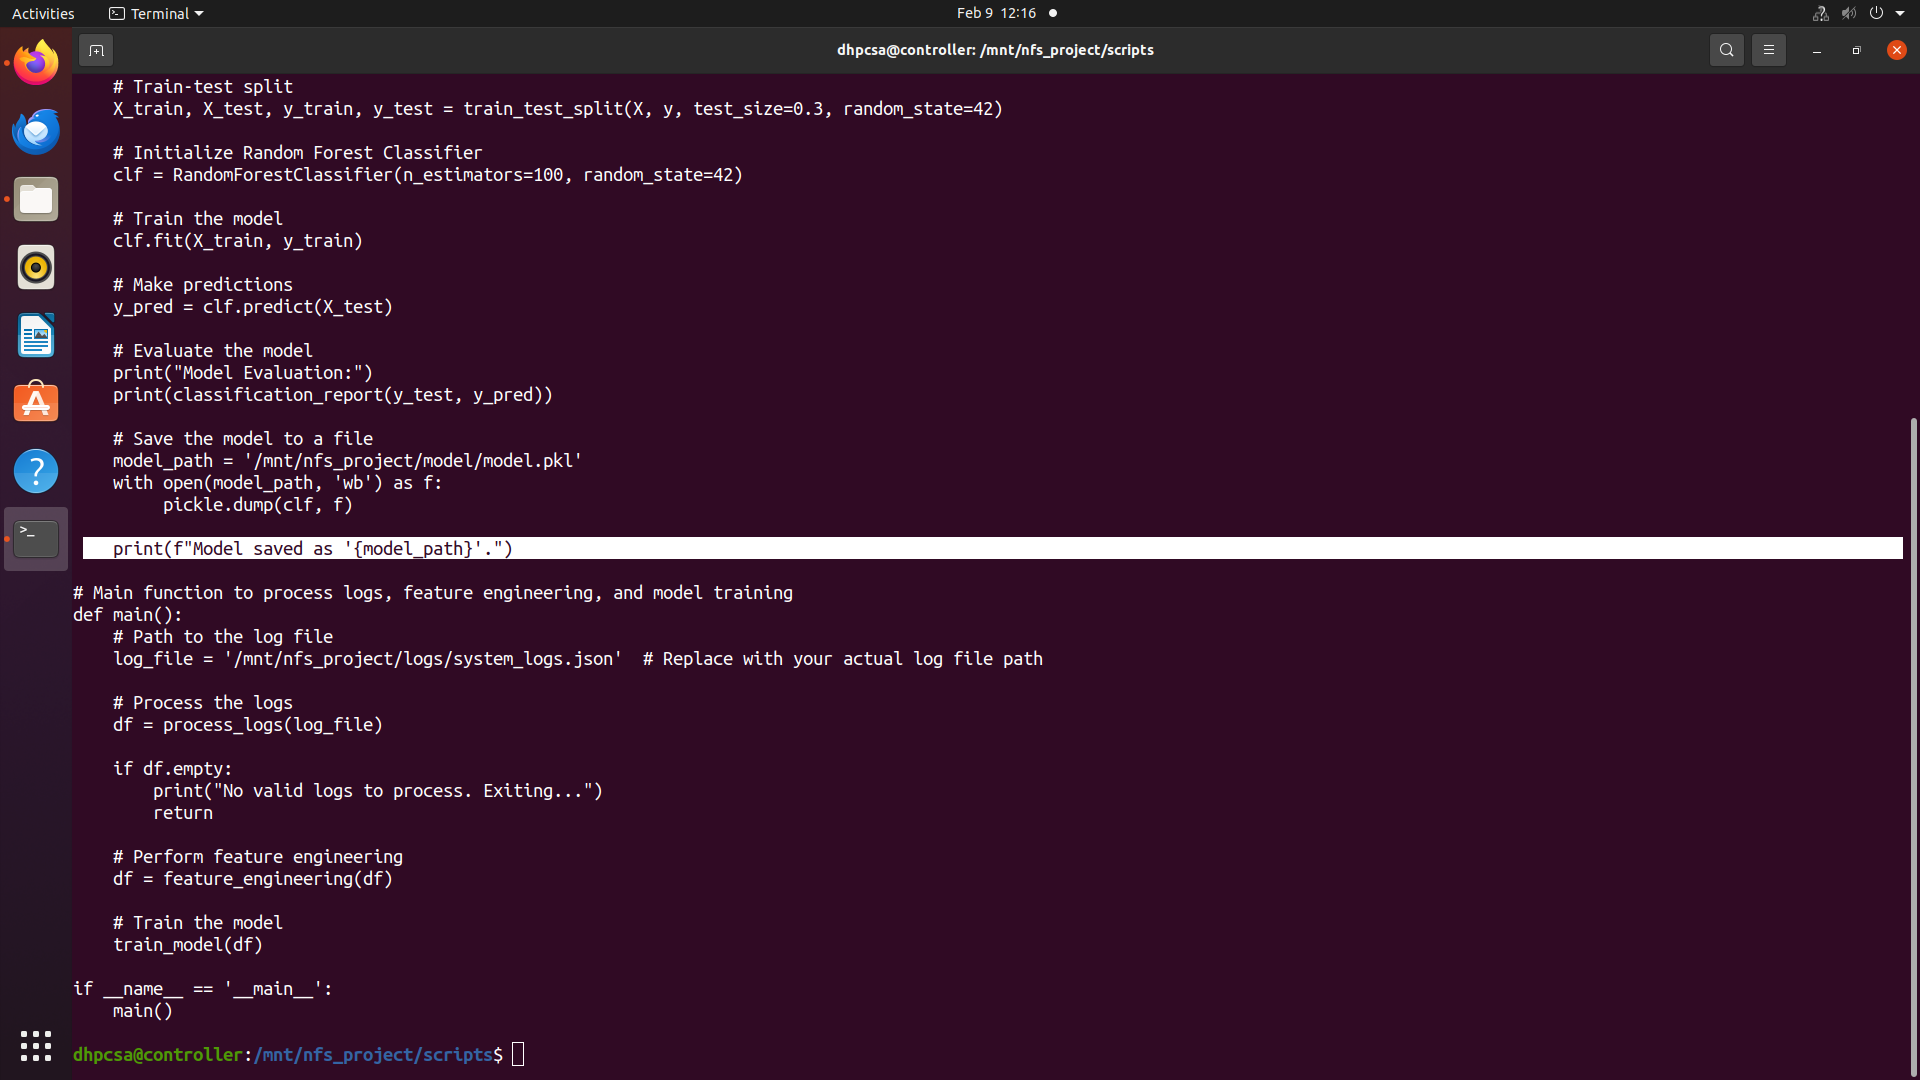 Activities
Terminal
Feb 9 12:16
dhpcsa@controller: /mnt/nfs_project/scripts
    # Train-test split
    X_train, X_test, y_train, y_test = train_test_split(X, y, test_size=0.3, random_state=42)
    # Initialize Random Forest Classifier
    clf = RandomForestClassifier(n_estimators=100, random_state=42)
    # Train the model
    clf.fit(X_train, y_train)
    # Make predictions
    y_pred = clf.predict(X_test)
    # Evaluate the model
    print("Model Evaluation:")
    print(classification_report(y_test, y_pred))
    # Save the model to a file
    model_path = '/mnt/nfs_project/model/model.pkl'
    with open(model_path, 'wb') as f:
         pickle.dump(clf, f)
    print(f"Model saved as '{model_path}'.")
# Main function to process logs, feature engineering, and model training
def main():
    # Path to the log file
    log_file = '/mnt/nfs_project/logs/system_logs.json'  # Replace with your actual log file path
    # Process the logs
    df = process_logs(log_file)
    if df.empty:
        print("No valid logs to process. Exiting...")
        return
    # Perform feature engineering
    df = feature_engineering(df)
    # Train the model
    train_model(df)
if __name__ == '__main__':
    main()
dhpcsa@controller:/mnt/nfs_project/scripts$